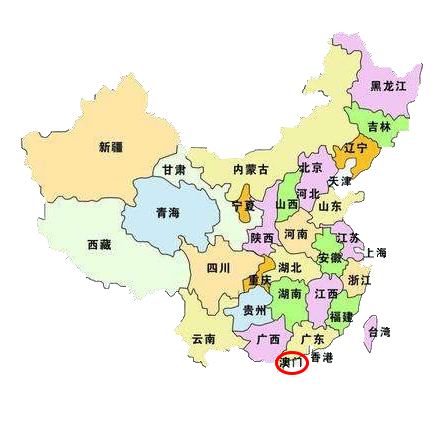 黑龙江
吉林
辽宁
新疆
甘肃
内蒙古
北京
天津
河北
山西
山东
宁夏
青海
陕西
河南
江苏
西藏
上海
安徽
四川
湖北
重庆
浙江
湖南
江西
贵州
福建
云南
广西
广东
台湾
香港
澳门